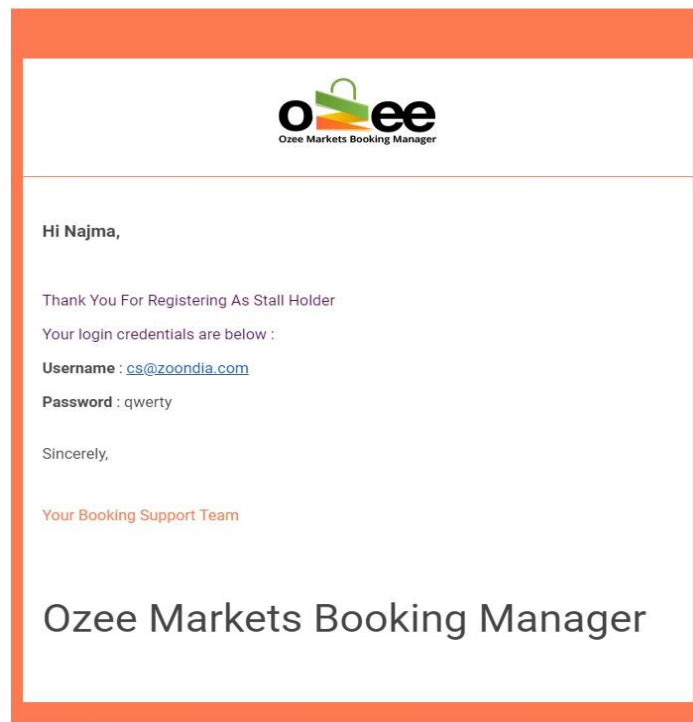 ozee
Ozee Markets Booking Manager
Hi Najma,
Thank You For Registering As Stall Holder
Your login credentials are below :
Username : cs@zoondia.com
Password : qwerty
Sincerely,
Your Booking Support Team
Ozee Markets Booking Manager